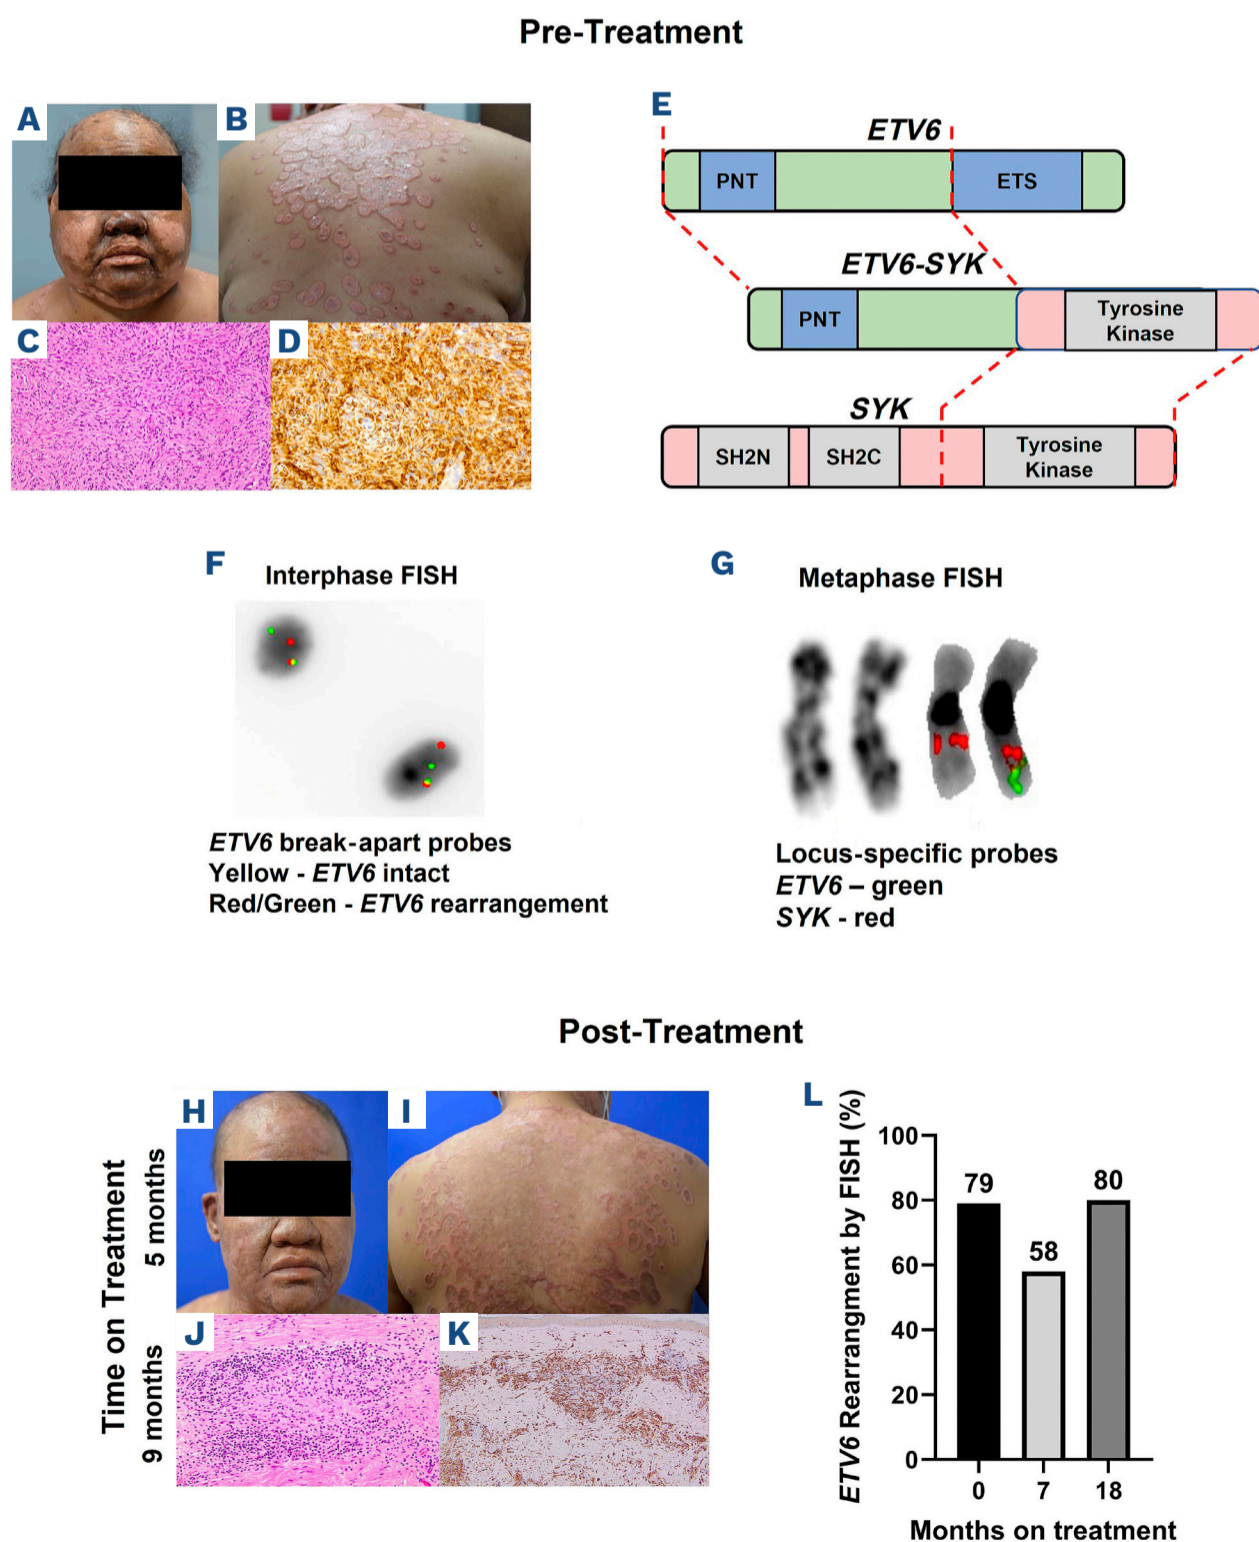 Pre-Treatment
A
B
C
D
E
ETV6
PNT
ETS
ETV6-SYK
PNT
Tyrosine
Kinase
SYK
SH2N
SH2C
Tyrosine
Kinase
F
Interphase FISH
ETV6 break-apart probes
Yellow - ETV6 intact
Red/Green - ETV6 rearrangement
G
Metaphase FISH
Locus-specific probes
ETV6 – green
SYK - red
Post-Treatment
Time on Treatment
5 months
9 months
H
I
J
K
L
ETV6 Rearrangment by FISH (%)
100
80
60
40
20
0
79
58
80
0
7
18
Months on treatment